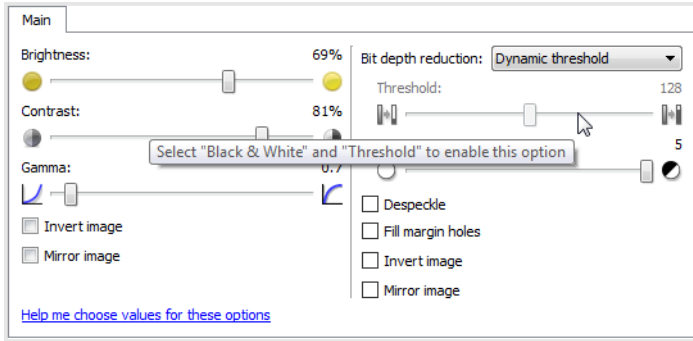 Main
Brightness: 69%
Contrast: 81%
Gamma: 0.7
Invert image
Mirror image
Help me choose values for these options
Bit depth reduction: Dynamic threshold
Threshold: 128
Select "Black & White" and "Threshold" to enable this option
5
Despeckle
Fill margin holes
Invert image
Mirror image